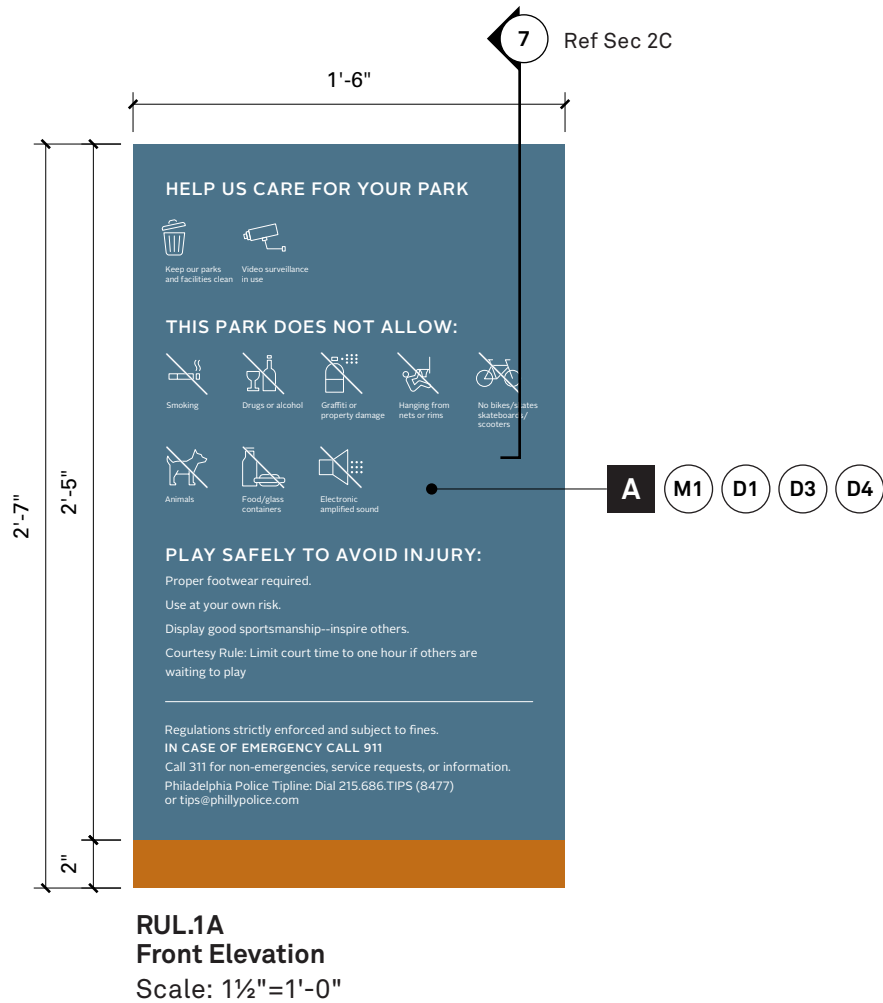 7 Ref Sec 2C
1'-6"
HELP US CARE FOR YOUR PARK
Keep our parks
and facilities clean
Video surveillance
in use
THIS PARK DOES NOT ALLOW:
Smoking
Drugs or alcohol
Graffiti or
property damage
Hanging from
nets or rims
No bikes/skates
skateboards/
scooters
Animals
Food/glass
containers
Electronic
amplified sound
A M1 D1 D3 D4
2'-7"
2'-5"
PLAY SAFELY TO AVOID INJURY:
Proper footwear required.
Use at your own risk.
Display good sportsmanship--inspire others.
Courtesy Rule: Limit court time to one hour if others are
waiting to play
Regulations strictly enforced and subject to fines.
IN CASE OF EMERGENCY CALL 911
Call 311 for non-emergencies, service requests, or information.
Philadelphia Police Tipline: Dial 215.686.TIPS (8477)
or tips@phillypolice.com
2"
RUL.1A
Front Elevation
Scale: 1½"=1'-0"